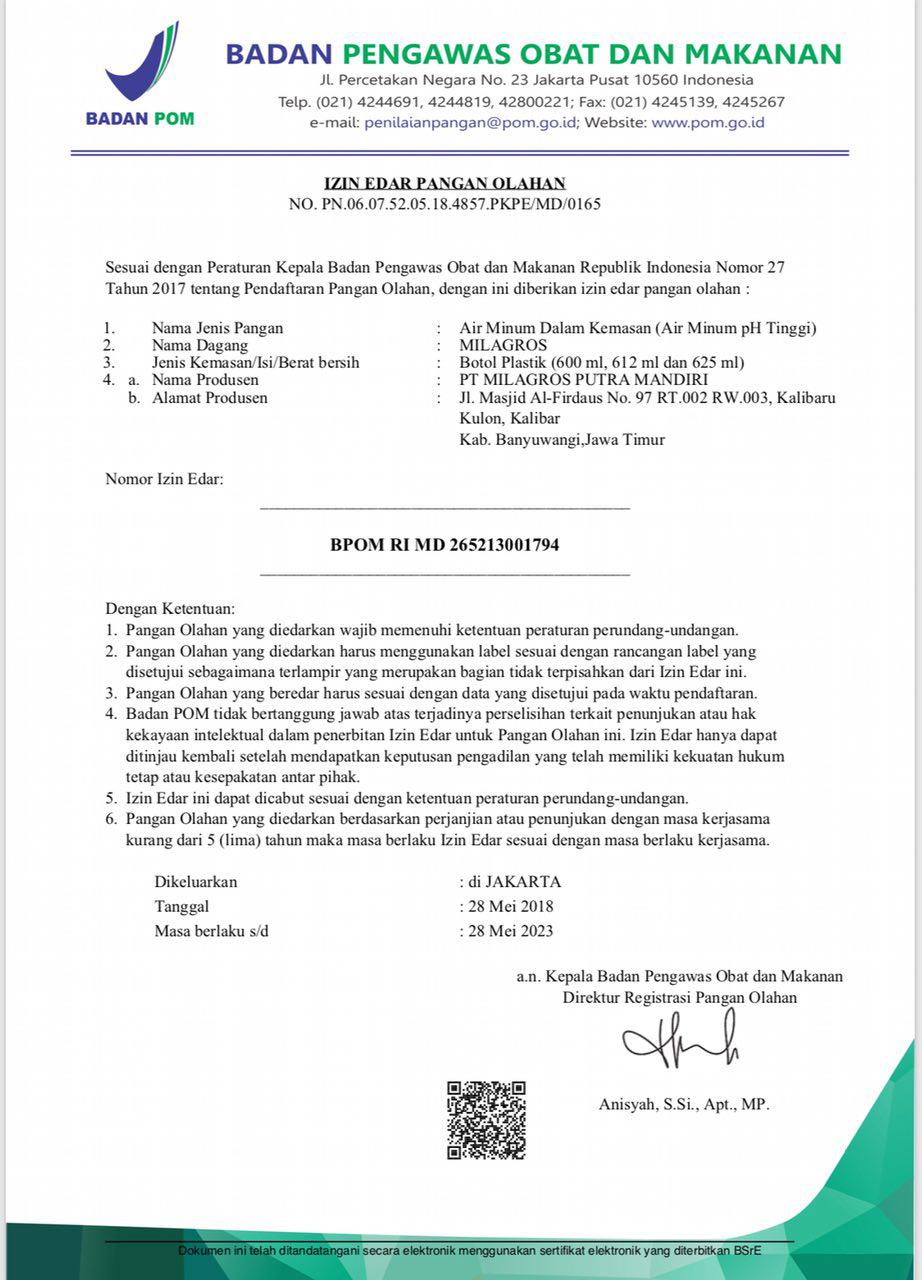 BADAN POM
BADAN PENGAWAS OBAT DAN MAKANAN
Jl. Percetakan Negara No. 23 Jakarta Pusat 10560 Indonesia
Telp. (021) 4244691, 4244819, 42800221; Fax: (021) 4245139, 4245267
e-mail: penilaianpangan@pom.go.id; Website: www.pom.go.id
IZIN EDAR PANGAN OLAHAN
NO. PN.06.07.52.05.18.4857.PKPE/MD/0165
Sesuai dengan Peraturan Kepala Badan Pengawas Obat dan Makanan Republik Indonesia Nomor 27
Tahun 2017 tentang Pendaftaran Pangan Olahan, dengan ini diberikan izin edar pangan olahan :
1. Nama Jenis Pangan : Air Minum Dalam Kemasan (Air Minum pH Tinggi)
2. Nama Dagang : MILAGROS
3. Jenis Kemasan/Isi/Berat bersih : Botol Plastik (600 ml, 612 ml dan 625 ml)
4. a. Nama Produsen : PT MILAGROS PUTRA MANDIRI
b. Alamat Produsen : Jl. Masjid Al-Firdaus No. 97 RT.002 RW.003, Kalibaru
Kulon, Kalibar
Kab. Banyuwangi,Jawa Timur
Nomor Izin Edar:
BPOM RI MD 265213001794
Dengan Ketentuan:
1. Pangan Olahan yang diedarkan wajib memenuhi ketentuan peraturan perundang-undangan.
2. Pangan Olahan yang diedarkan harus menggunakan label sesuai dengan rancangan label yang
disetujui sebagaimana terlampir yang merupakan bagian tidak terpisahkan dari Izin Edar ini.
3. Pangan Olahan yang beredar harus sesuai dengan data yang disetujui pada waktu pendaftaran.
4. Badan POM tidak bertanggung jawab atas terjadinya perselisihan terkait penunjukan atau hak
kekayaan intelektual dalam penerbitan Izin Edar untuk Pangan Olahan ini. Izin Edar hanya dapat
ditinjau kembali setelah mendapatkan keputusan pengadilan yang telah memiliki kekuatan hukum
tetap atau kesepakatan antar pihak.
5. Izin Edar ini dapat dicabut sesuai dengan ketentuan peraturan perundang-undangan.
6. Pangan Olahan yang diedarkan berdasarkan perjanjian atau penunjukan dengan masa kerjasama
kurang dari 5 (lima) tahun maka masa berlaku Izin Edar sesuai dengan masa berlaku kerjasama.
Dikeluarkan : di JAKARTA
Tanggal : 28 Mei 2018
Masa berlaku s/d : 28 Mei 2023
a.n. Kepala Badan Pengawas Obat dan Makanan
Direktur Registrasi Pangan Olahan
Anisyah, S.Si., Apt., MP.
Dokumen ini telah ditandatangani secara elektronik menggunakan sertifikat elektronik yang diterbitkan BSrE